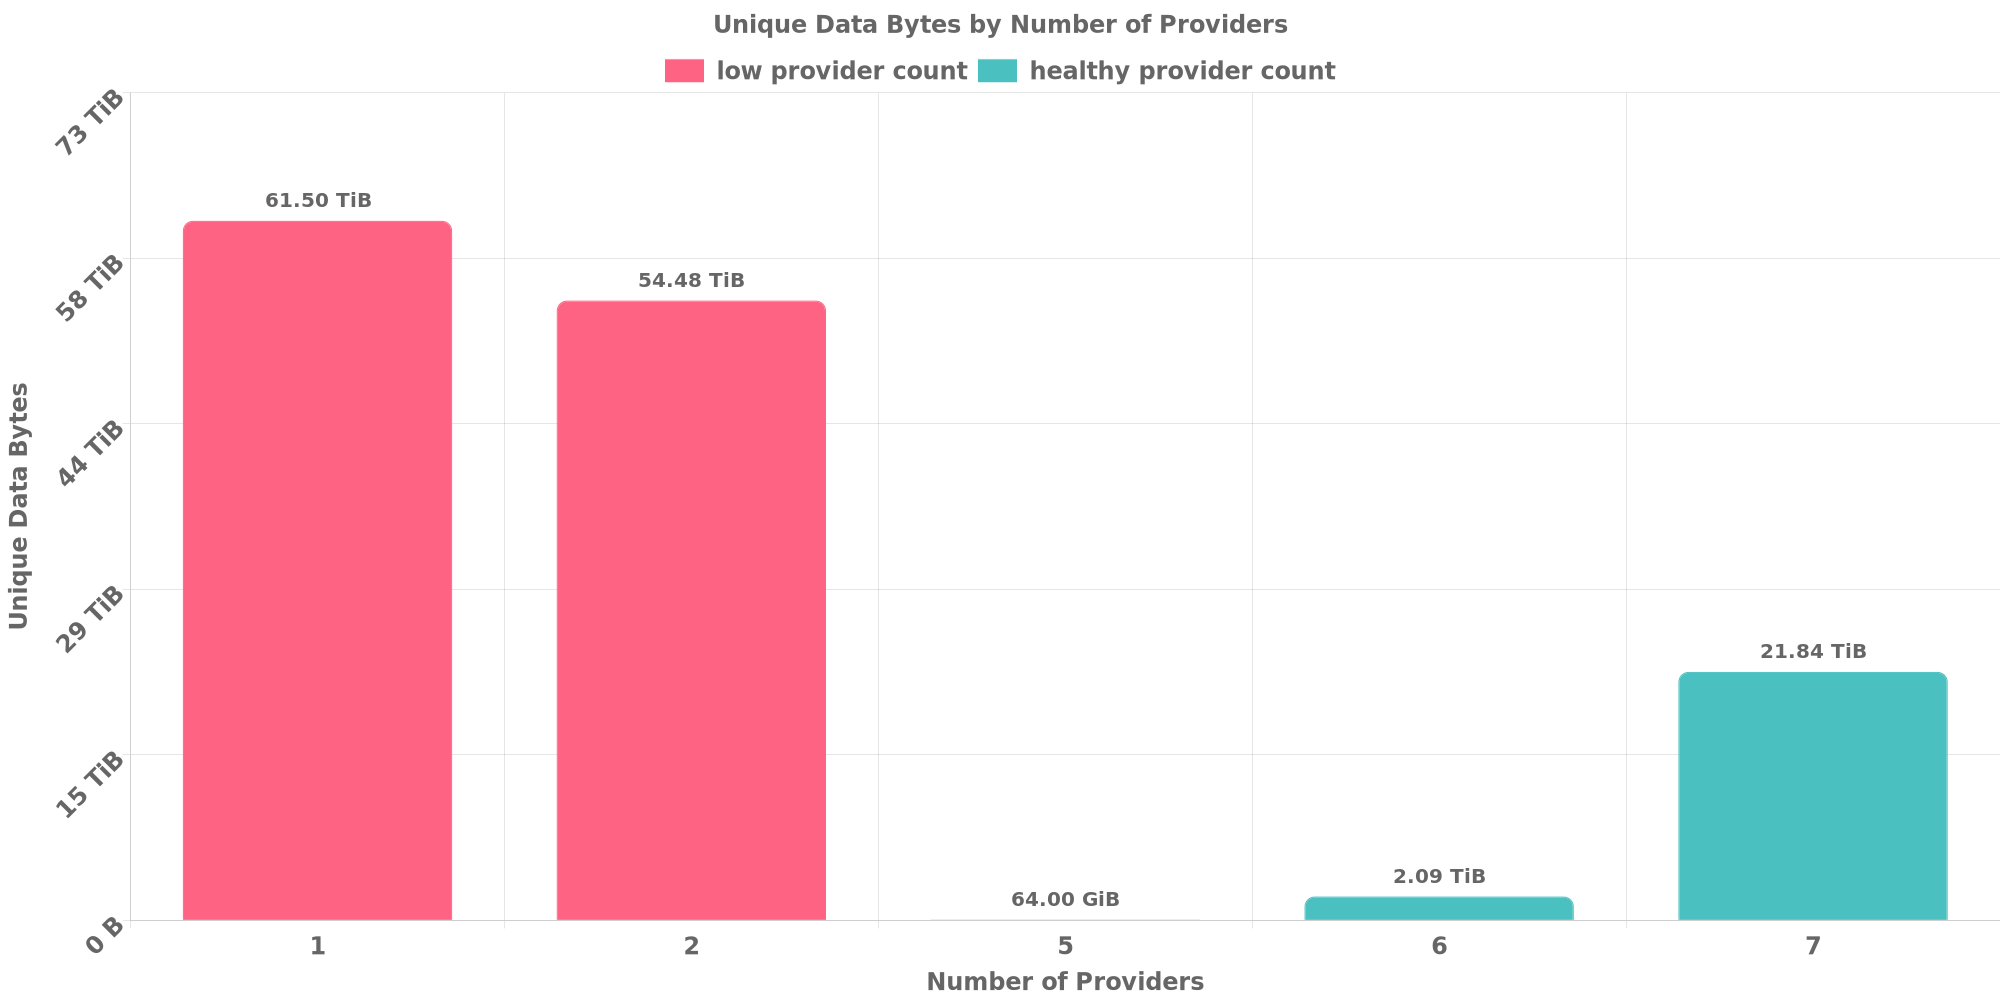 Unique Data Bytes by Number of Providers
low provider count healthy provider count
73 TiB
58 TiB
44 TiB
29 TiB
15 TiB
0 B
Unique Data Bytes
61.50 TiB
54.48 TiB
64.00 GiB
2.09 TiB
21.84 TiB
1 2 5 6 7
Number of Providers